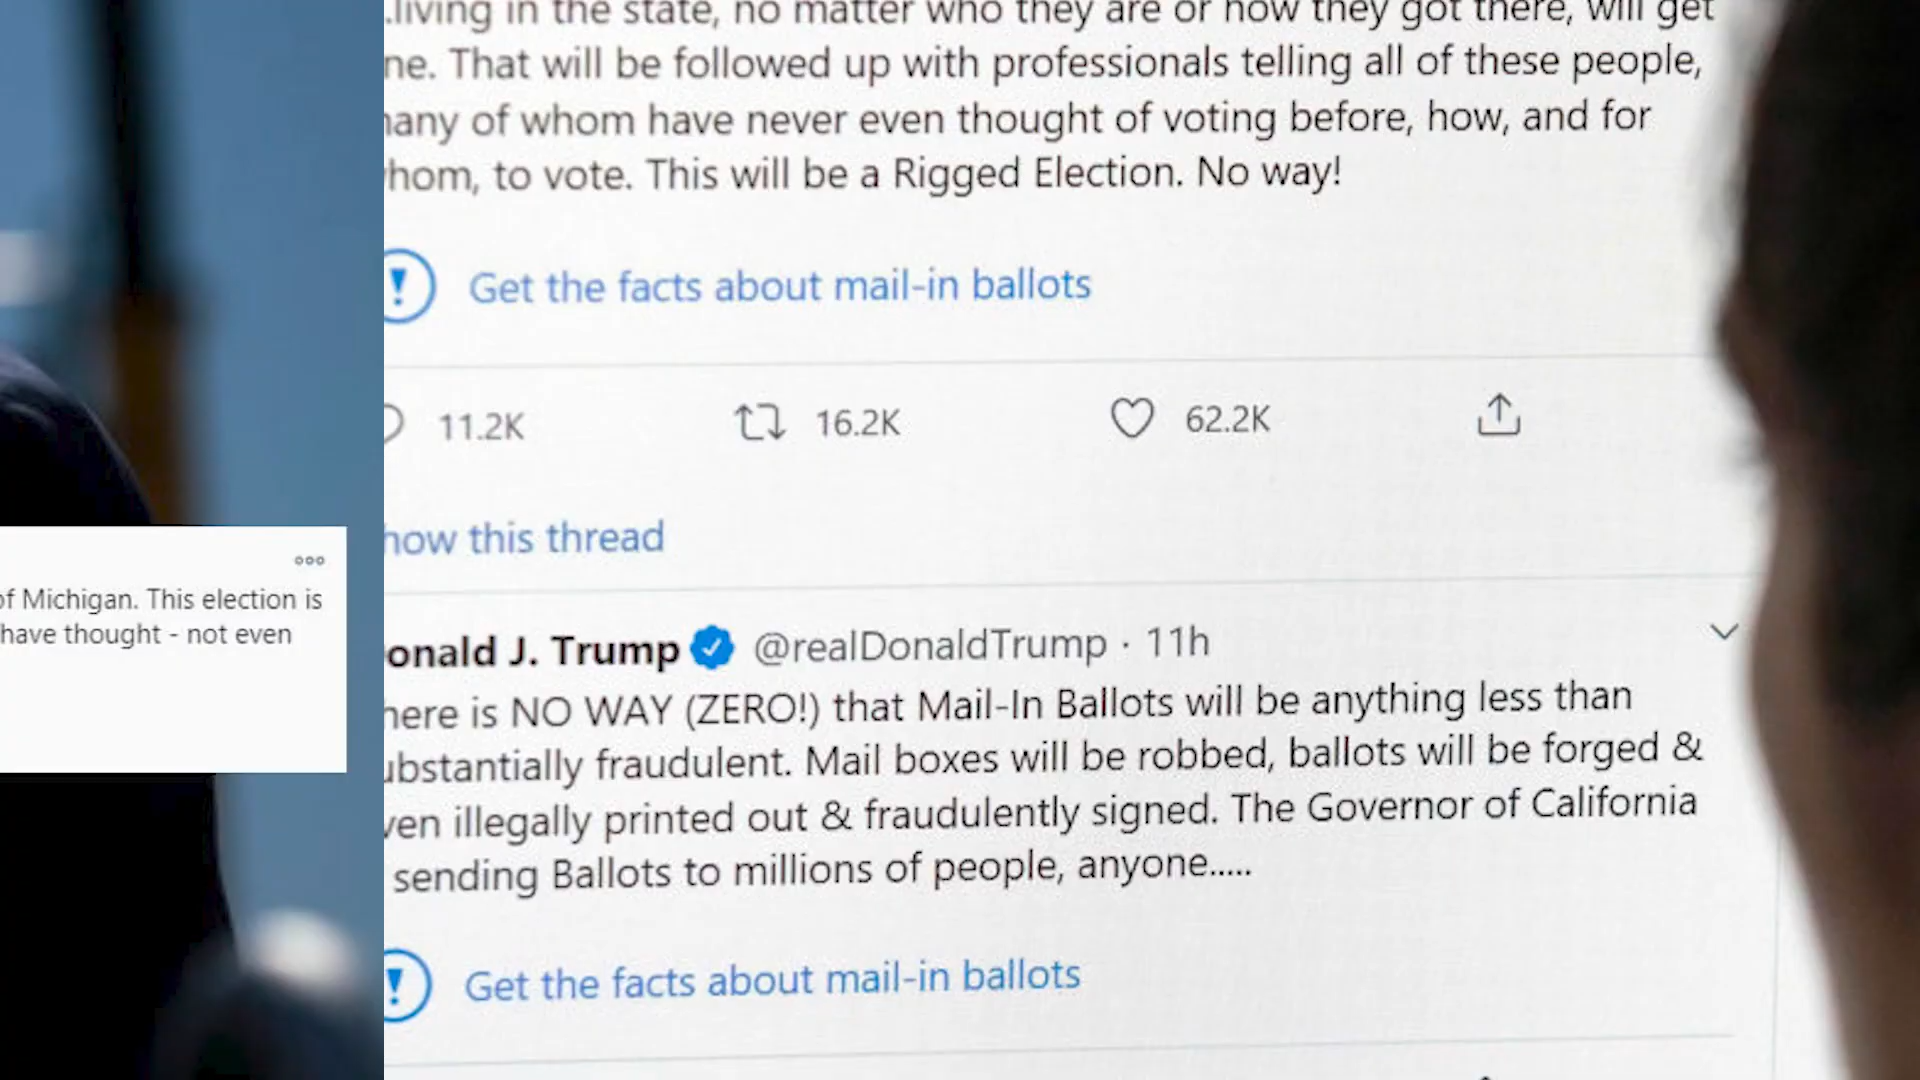 .living in the state, no matter who they are or how they got there, will get
ne. That will be followed up with professionals telling all of these people,
any of whom have never even thought of voting before, how, and for
hom, to vote. This will be a Rigged Election. No way!
Get the facts about mail-in ballots
11.2K 16.2K 62.2K
how this thread
of Michigan. This election is
have thought - not even
onald J. Trump @realDonaldTrump · 11h
here is NO WAY (ZERO!) that Mail-In Ballots will be anything less than
ubstantially fraudulent. Mail boxes will be robbed, ballots will be forged &
ven illegally printed out & fraudulently signed. The Governor of California
sending Ballots to millions of people, anyone.....
Get the facts about mail-in ballots